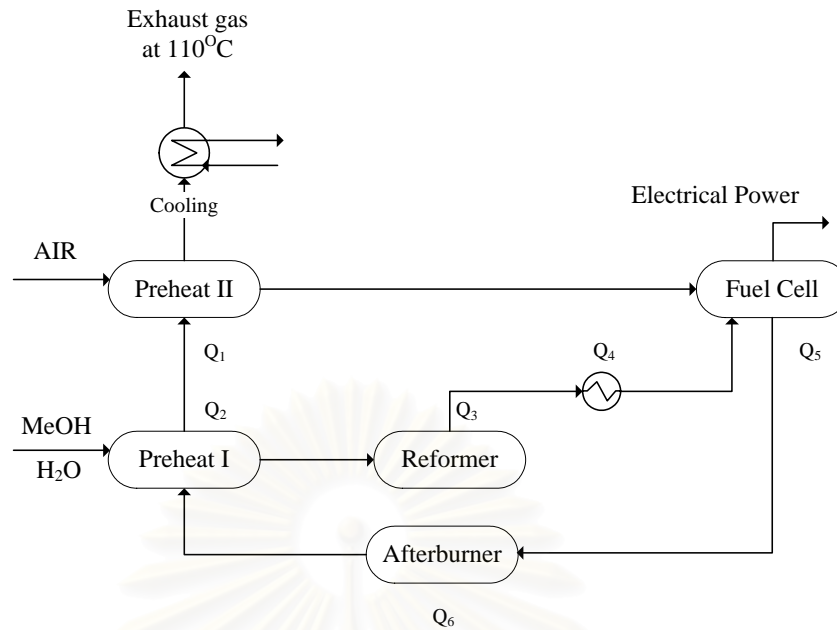 Exhaust gas
at 110⁰C
Cooling
Electrical Power
AIR
Preheat II
Fuel Cell
Q₁
Q₄
Q₅
Q₂
Q₃
MeOH
H₂O
Preheat I
Reformer
Afterburner
Q₆